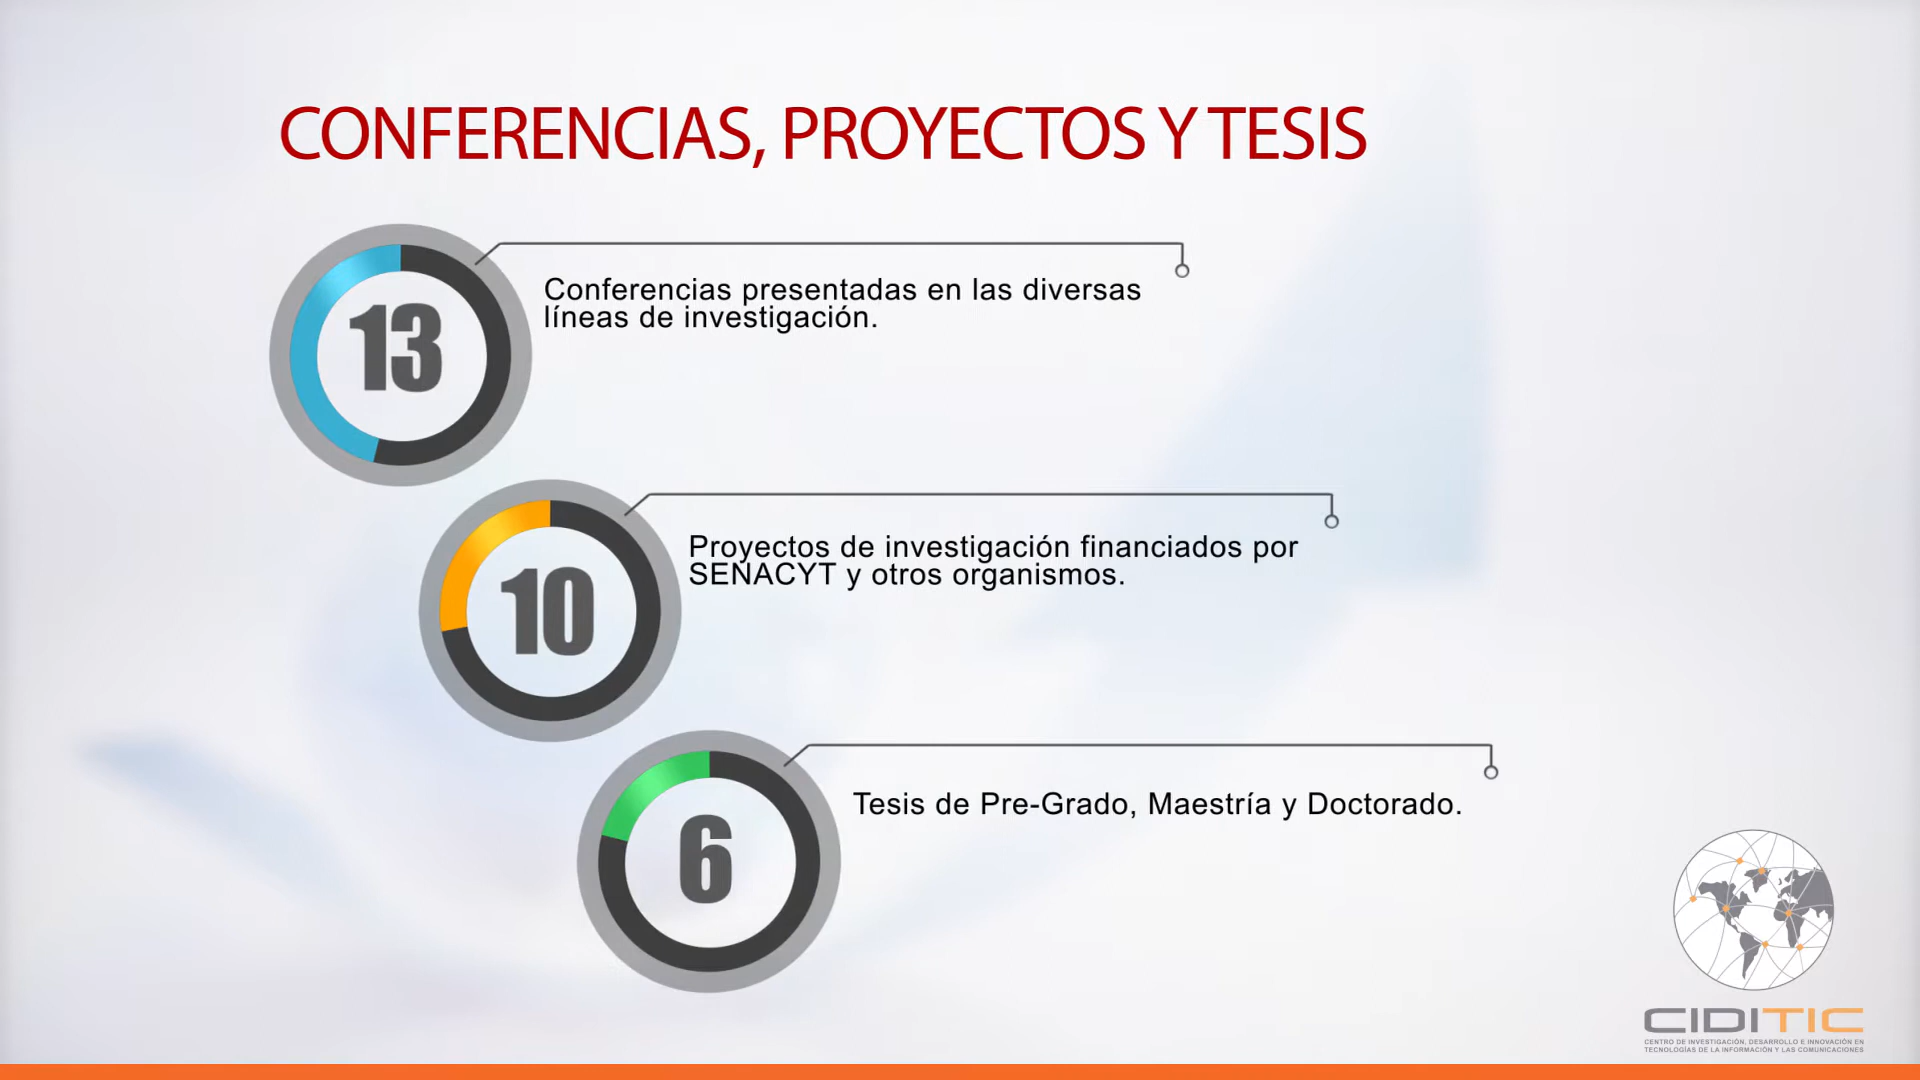 CONFERENCIAS, PROYECTOS Y TESIS
13
Conferencias presentadas en las diversas
líneas de investigación.
10
Proyectos de investigación financiados por
SENACYT y otros organismos.
6
Tesis de Pre-Grado, Maestría y Doctorado.
CIDITIC
CENTRO DE INVESTIGACIÓN, DESARROLLO E INNOVACIÓN EN
TECNOLOGÍAS DE LA INFORMACIÓN Y LAS COMUNICACIONES